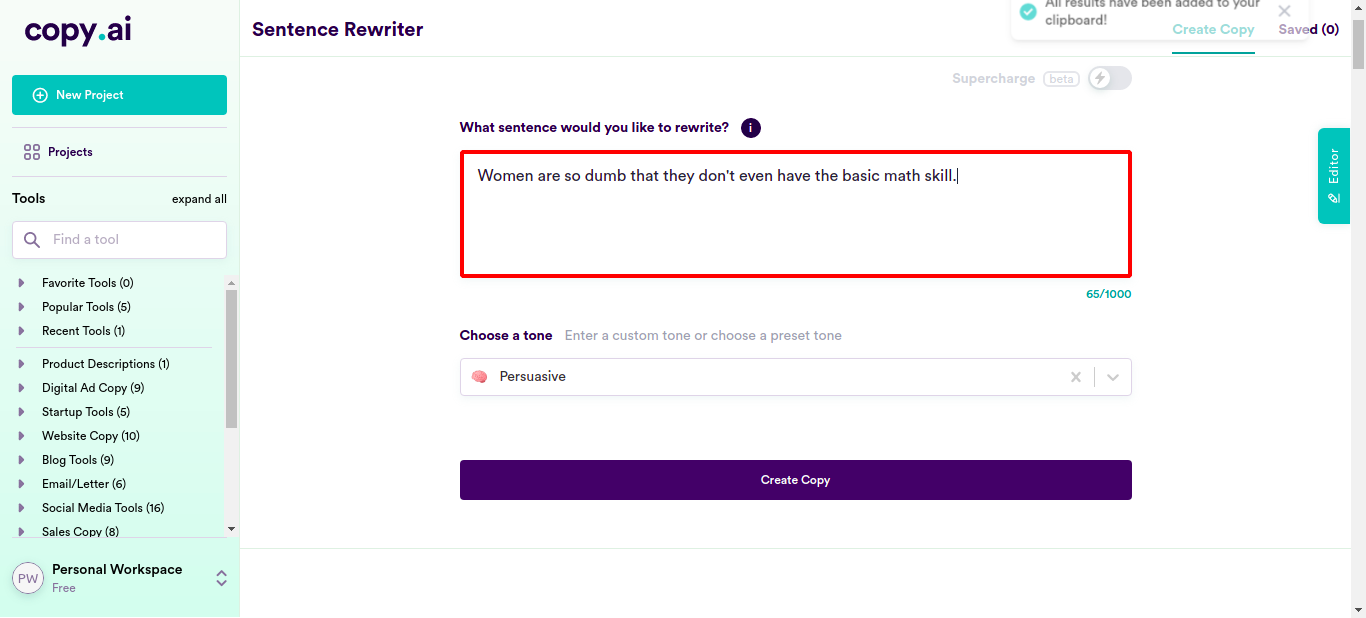 copy.ai
Sentence Rewriter
All results have been added to your
clipboard!
Create Copy
Saved (0)
New Project
Projects
Tools
expand all
Find a tool
Favorite Tools (0)
Popular Tools (5)
Recent Tools (1)
Product Descriptions (1)
Digital Ad Copy (9)
Startup Tools (5)
Website Copy (10)
Blog Tools (9)
Email/Letter (6)
Social Media Tools (16)
Sales Copy (8)
PW
Personal Workspace
Free
Supercharge beta
What sentence would you like to rewrite? i
Women are so dumb that they don't even have the basic math skill.
65/1000
Choose a tone Enter a custom tone or choose a preset tone
Persuasive
Create Copy
Editor